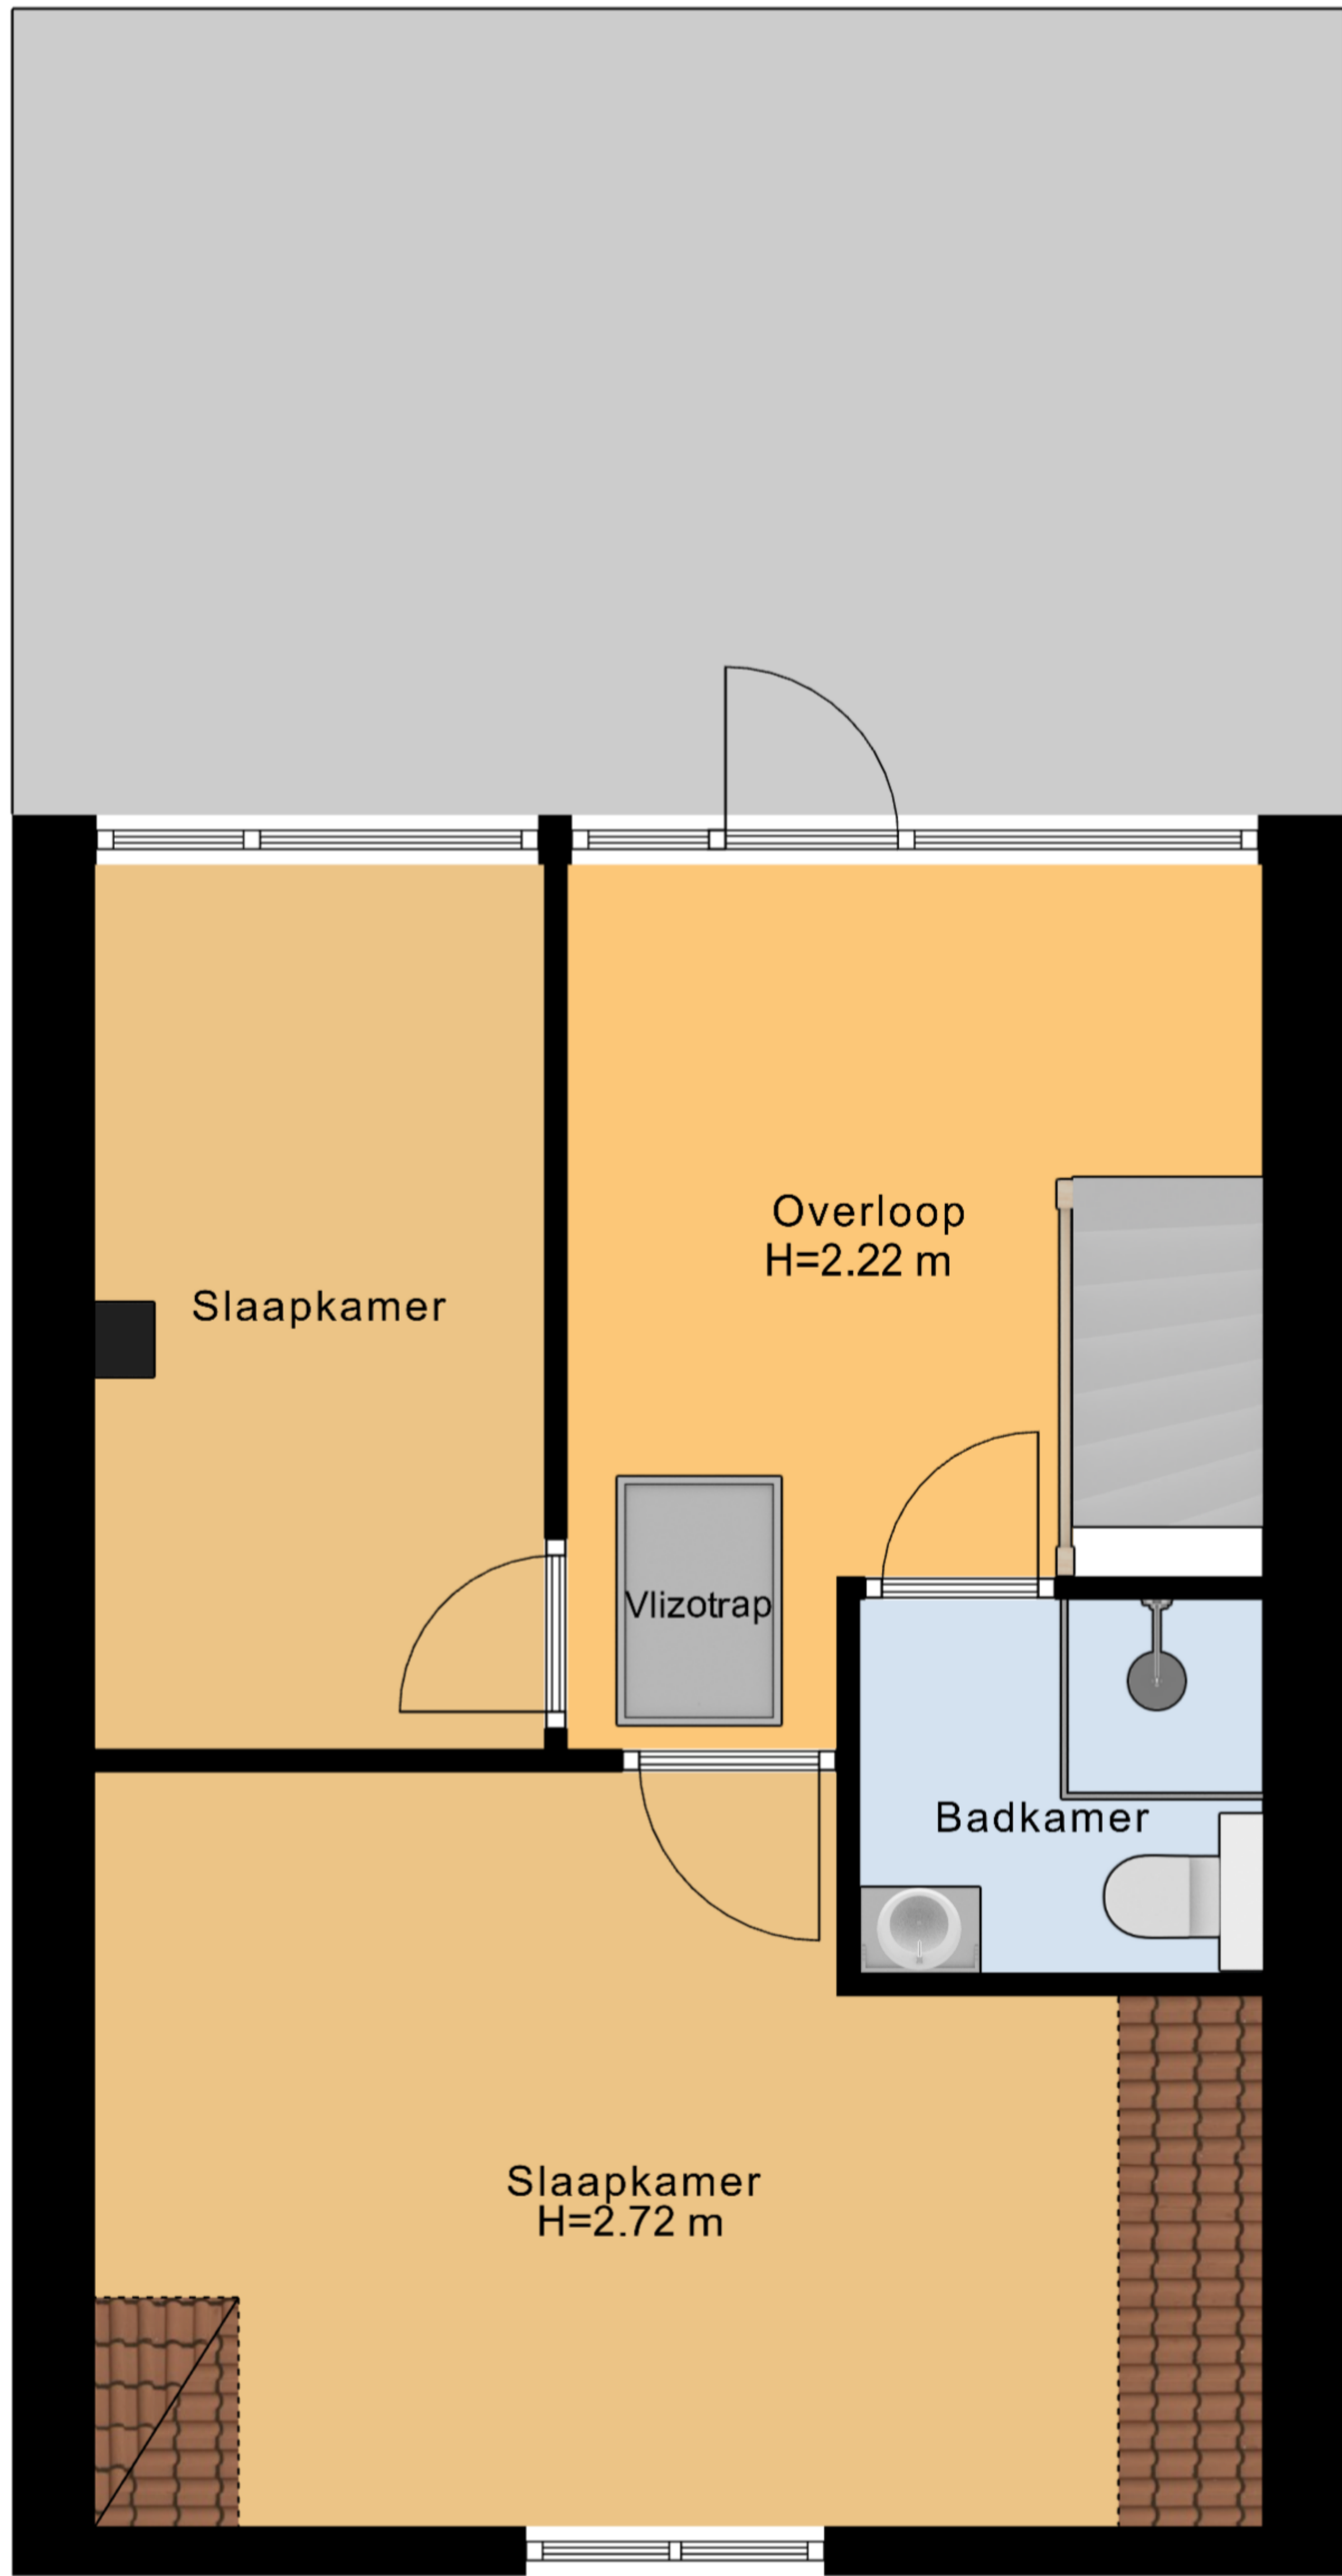 Overloop
H=2.22 m
Slaapkamer
Vlizotrap
Badkamer
Slaapkamer
H=2.72 m